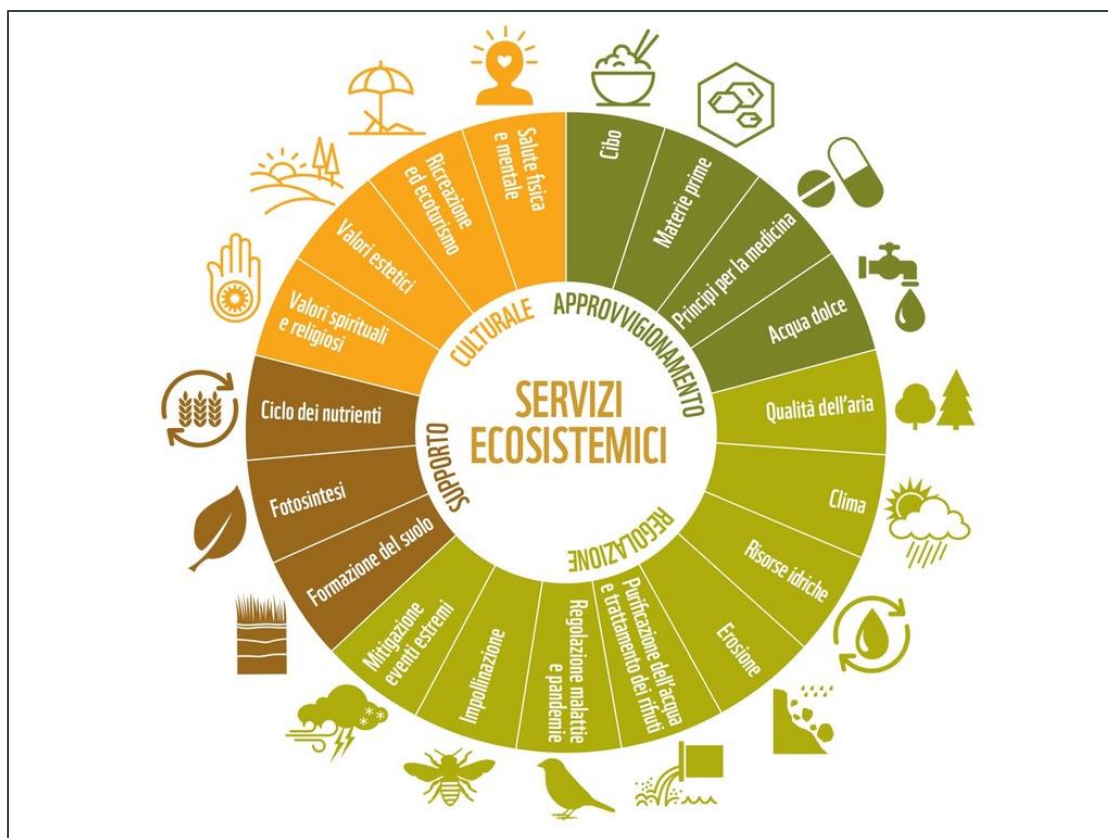 SERVIZI
ECOSISTEMICI
APPROVVIGIONAMENTO
Cibo
Materie prime
Principi per la medicina
Acqua dolce
REGOLAZIONE
Qualità dell'aria
Clima
Risorse idriche
Erosione
Purificazione dell'acqua
e trattamento dei rifiuti
Regolazione malattie
e pandemie
Impollinazione
Mitigazione
eventi estremi
SUPPORTO
Formazione del suolo
Fotosintesi
Ciclo dei nutrienti
CULTURALE
Valori spirituali
e religiosi
Valori estetici
Ricreazione
ed ecoturismo
Salute fisica
e mentale